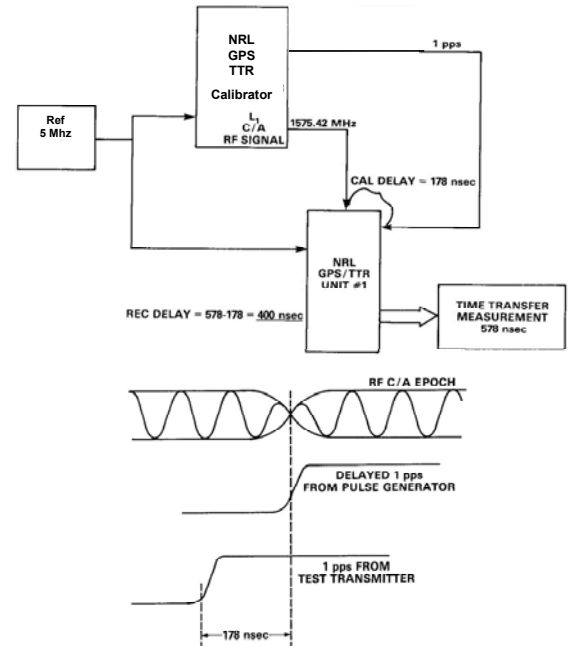 NRL
GPS
TTR
Calibrator
L1
C/A
RF SIGNAL
1 pps
Ref
5 Mhz
1575.42 MHz
CAL DELAY = 178 nsec
NRL
GPS/TTR
UNIT #1
REC DELAY = 578-178 = 400 nsec
TIME TRANSFER
MEASUREMENT
578 nsec
RF C/A EPOCH
DELAYED 1 pps
FROM PULSE GENERATOR
1 pps FROM
TEST TRANSMITTER
178 nsec